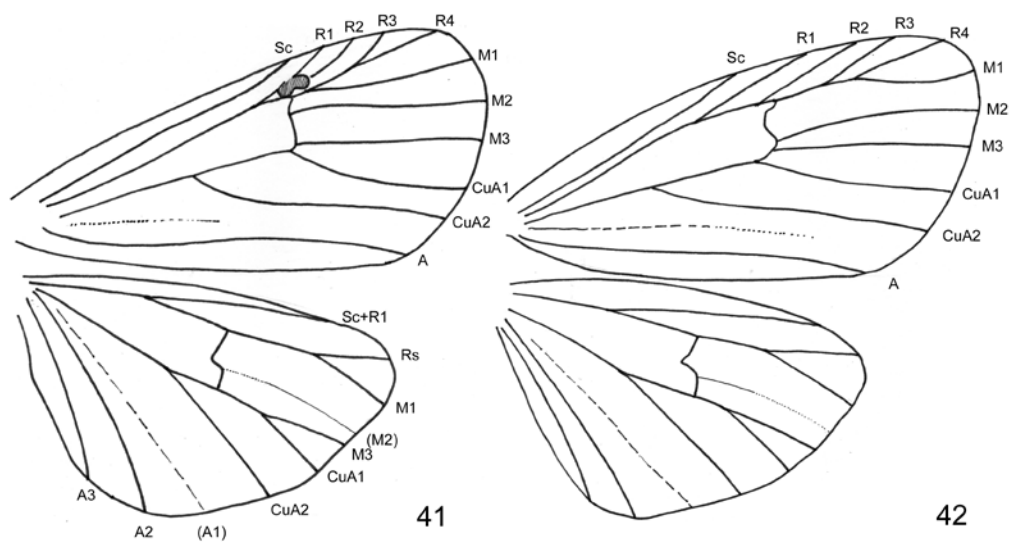 Sc R1 R2 R3 R4
M1
M2
M3
CuA1
CuA2
A
Sc+R1
Rs
M1
(M2)
M3
CuA1
CuA2
(A1)
A2
A3
41
Sc R1 R2 R3 R4
M1
M2
M3
CuA1
CuA2
A
42